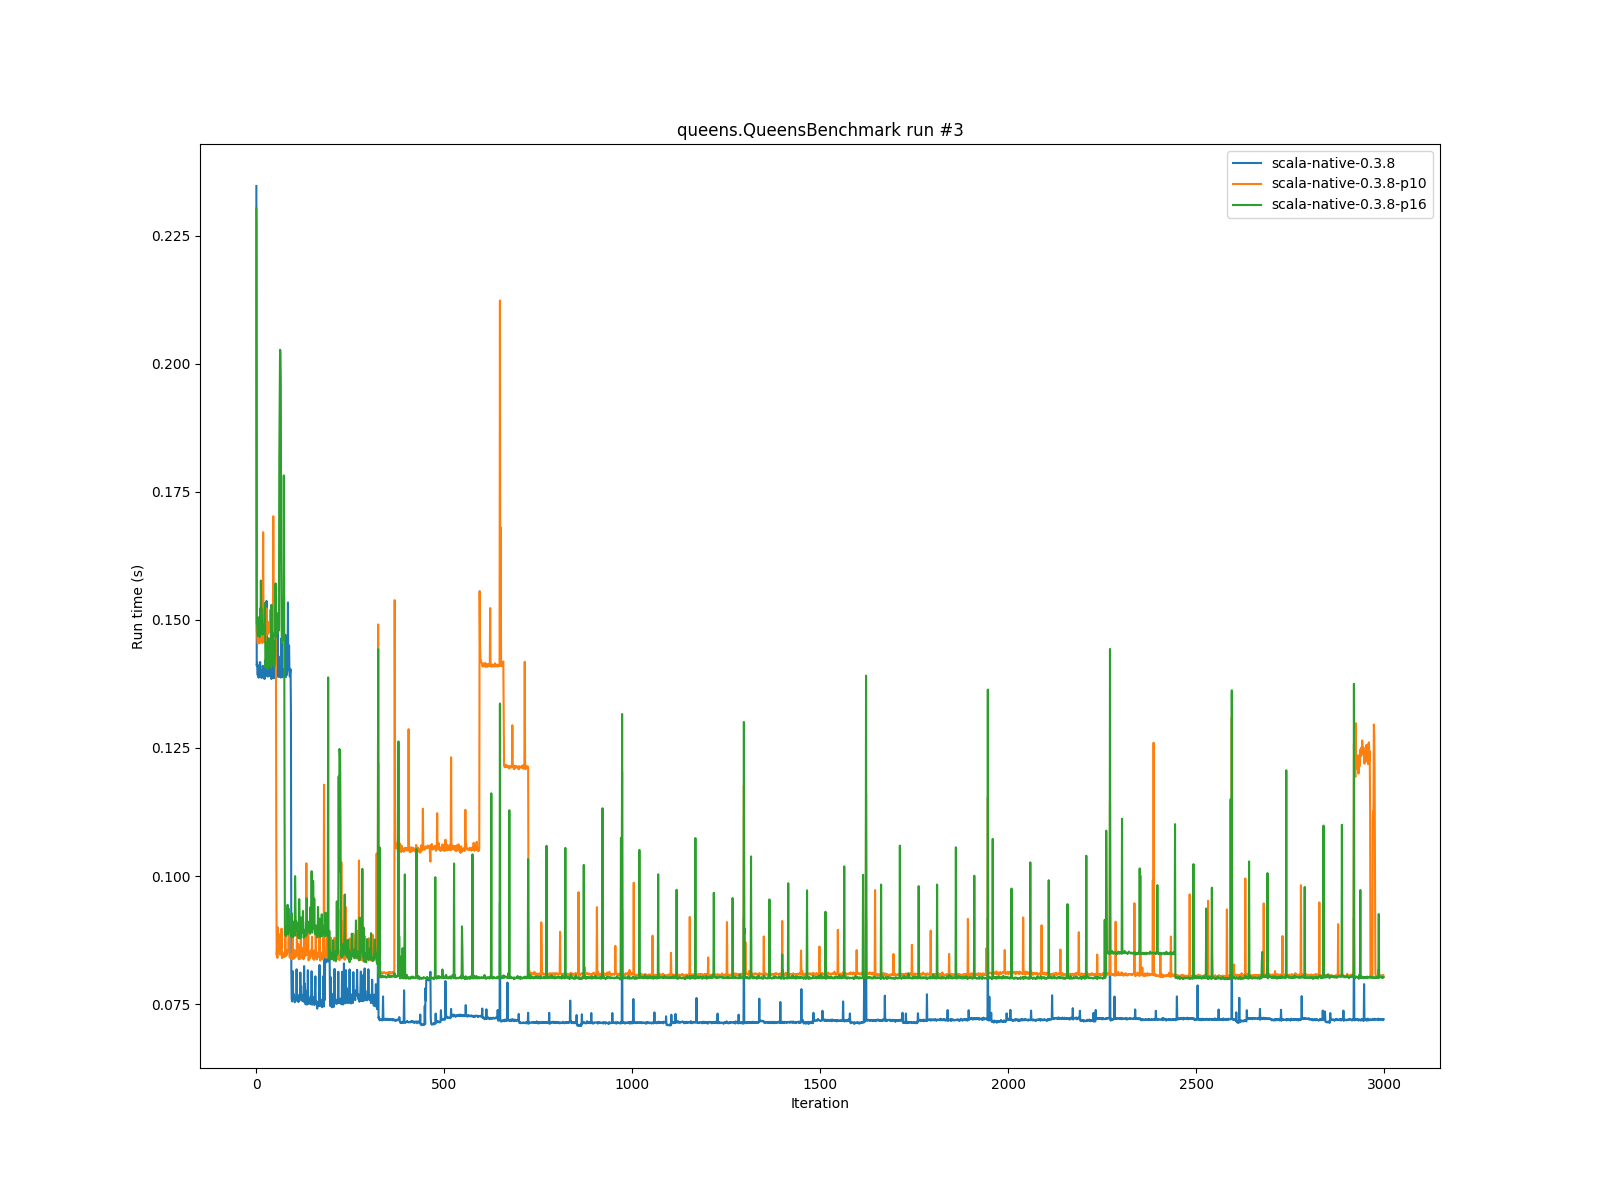 queens.QueensBenchmark run #3
scala-native-0.3.8
scala-native-0.3.8-p10
scala-native-0.3.8-p16
0.225
0.200
0.175
0.150
0.125
0.100
0.075
Run time (s)
0 500 1000 1500 2000 2500 3000
Iteration